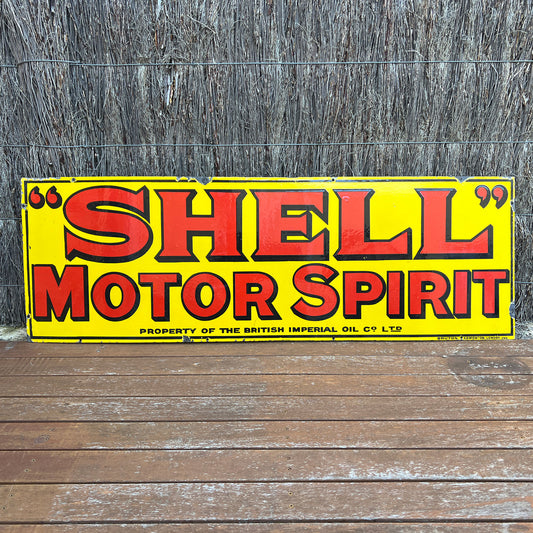 “SHELL”
MOTOR SPIRIT
PROPERTY OF THE BRITISH IMPERIAL OIL CO LTD